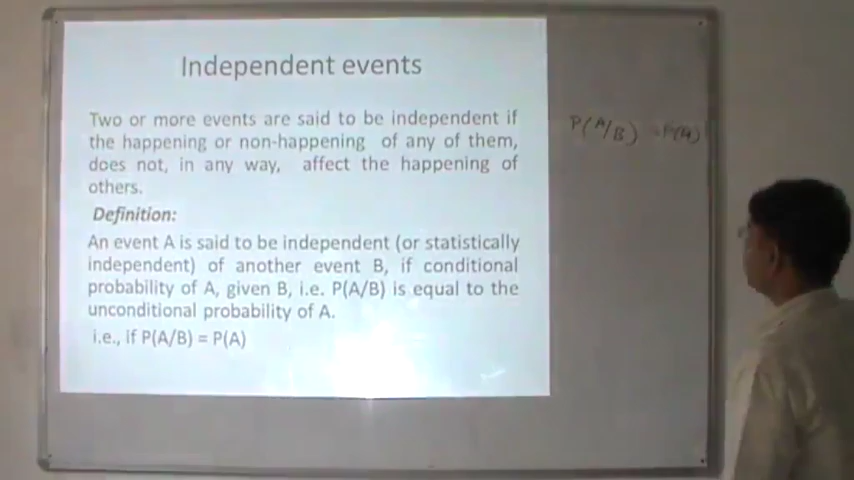 Independent events
Two or more events are said to be independent if
the happening or non-happening of any of them,
does not, in any way, affect the happening of
others.
Definition:
An event A is said to be independent (or statistically
independent) of another event B, if conditional
probability of A, given B, i.e. P(A/B) is equal to the
unconditional probability of A.
i.e., if P(A/B) = P(A)
P(A/B) = P(A)